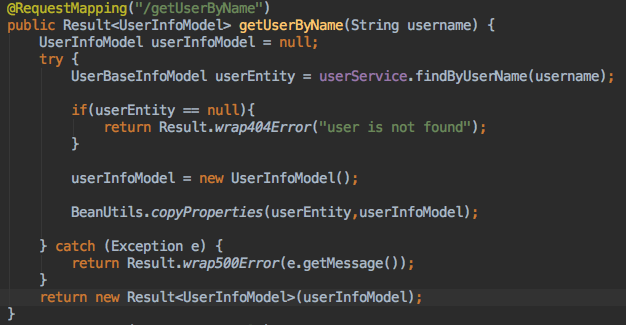 @RequestMapping("/getUserByName")
public Result<UserInfoModel> getUserByName(String username) {
    UserInfoModel userInfoModel = null;
    try {
        UserBaseInfoModel userEntity = userService.findByUserName(username);

        if(userEntity == null){
            return Result.wrap404Error("user is not found");
        }

        userInfoModel = new UserInfoModel();

        BeanUtils.copyProperties(userEntity,userInfoModel);

    } catch (Exception e) {
        return Result.wrap500Error(e.getMessage());
    }
    return new Result<UserInfoModel>(userInfoModel);
}